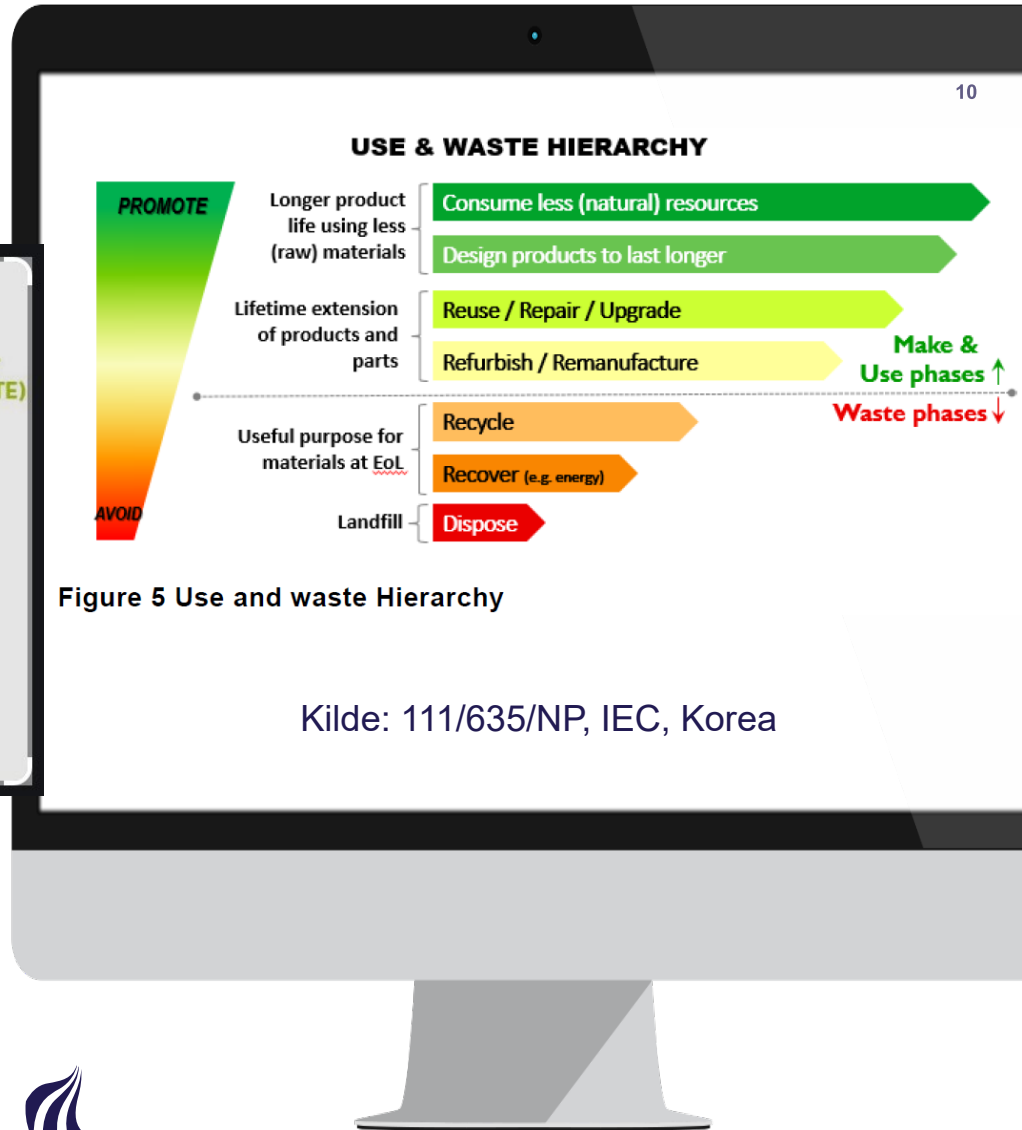 10
USE & WASTE HIERARCHY
PROMOTE
AVOID
Longer product
life using less
(raw) materials
Consume less (natural) resources
Design products to last longer
Lifetime extension
of products and
parts
Reuse / Repair / Upgrade
Refurbish / Remanufacture
Make &
Use phases ↑
Waste phases ↓
Useful purpose for
materials at EoL
Recycle
Recover (e.g. energy)
Landfill
Dispose
TE)
Figure 5 Use and waste Hierarchy
Kilde: 111/635/NP, IEC, Korea